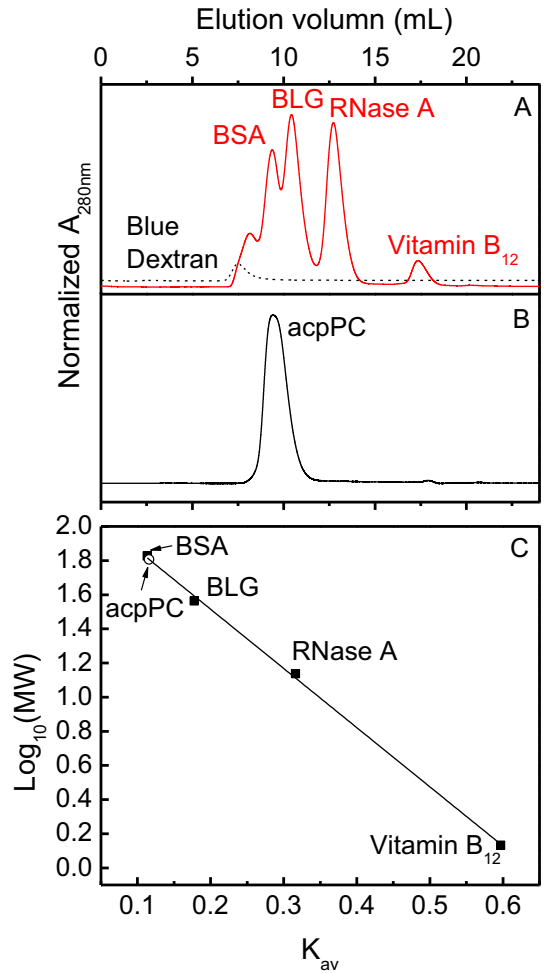 Elution volumn (mL)
0 5 10 15 20
A
BLG
RNase A
BSA
Blue
Dextran
Vitamin B12
Normalized A280nm
B
acpPC
C
2.0
1.8
1.6
1.4
1.2
1.0
0.8
0.6
0.4
0.2
0.0
Log10(MW)
BSA
acpPC
BLG
RNase A
Vitamin B12
0.1 0.2 0.3 0.4 0.5 0.6
Kav